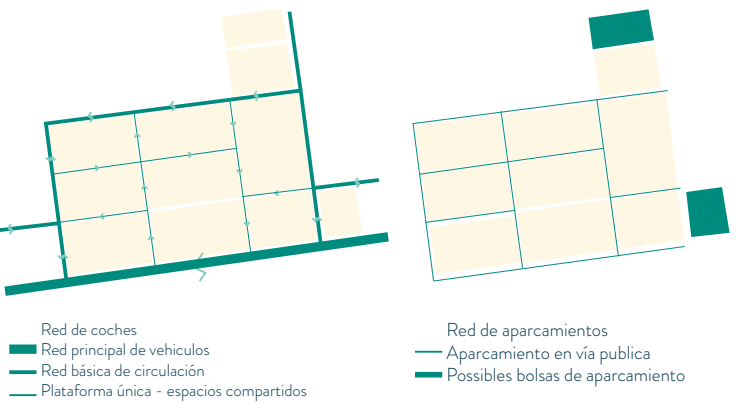 Red de coches
Red principal de vehiculos
Red básica de circulación
Plataforma única - espacios compartidos
Red de aparcamientos
Aparcamiento en vía publica
Possibles bolsas de aparcamiento